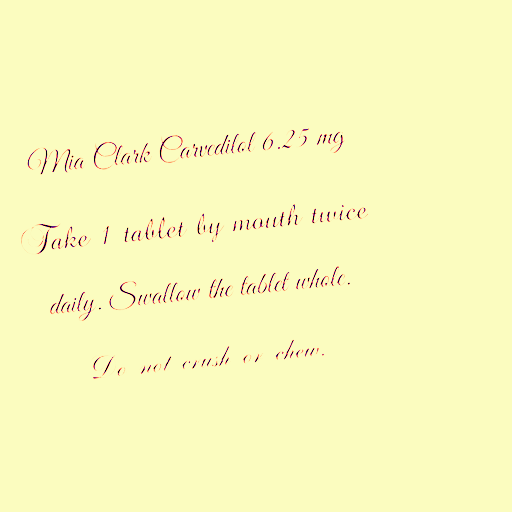 Mia Clark Carvedilol 6.25 mg
Take 1 tablet by mouth twice
daily. Swallow the tablet whole.
Do not crush or chew.